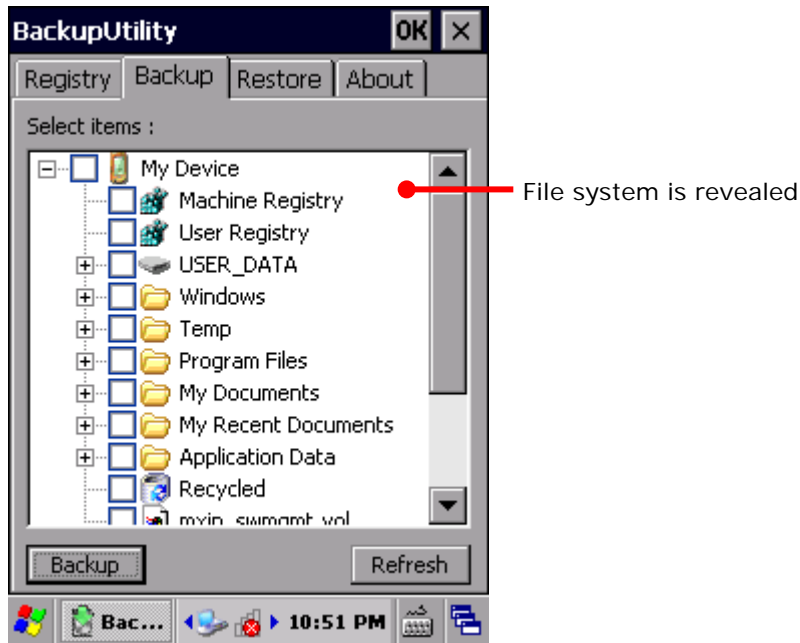 BackupUtility OK
Registry Backup Restore About
Select items :
My Device
File system is revealed
Machine Registry
User Registry
USER_DATA
Windows
Temp
Program Files
My Documents
My Recent Documents
Application Data
Recycled
mxip_swmgmt_vol
Backup Refresh
Bac... 10:51 PM